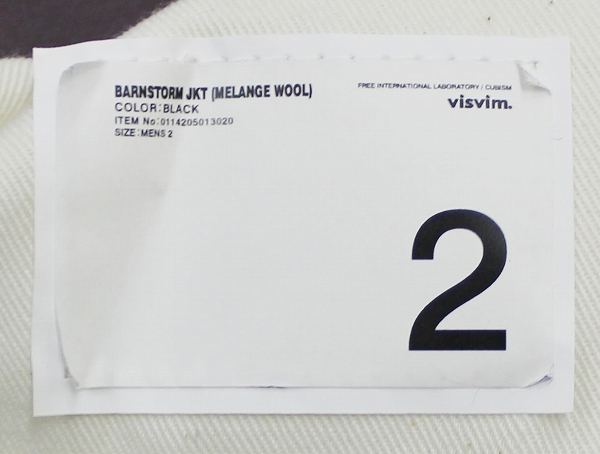 BARNSTORM JKT (MELANGE WOOL)
COLOR:BLACK
ITEM No:0114205013020
SIZE:MENS 2
FREE INTERNATIONAL LABORATORY / CUBISM
visvim.
2